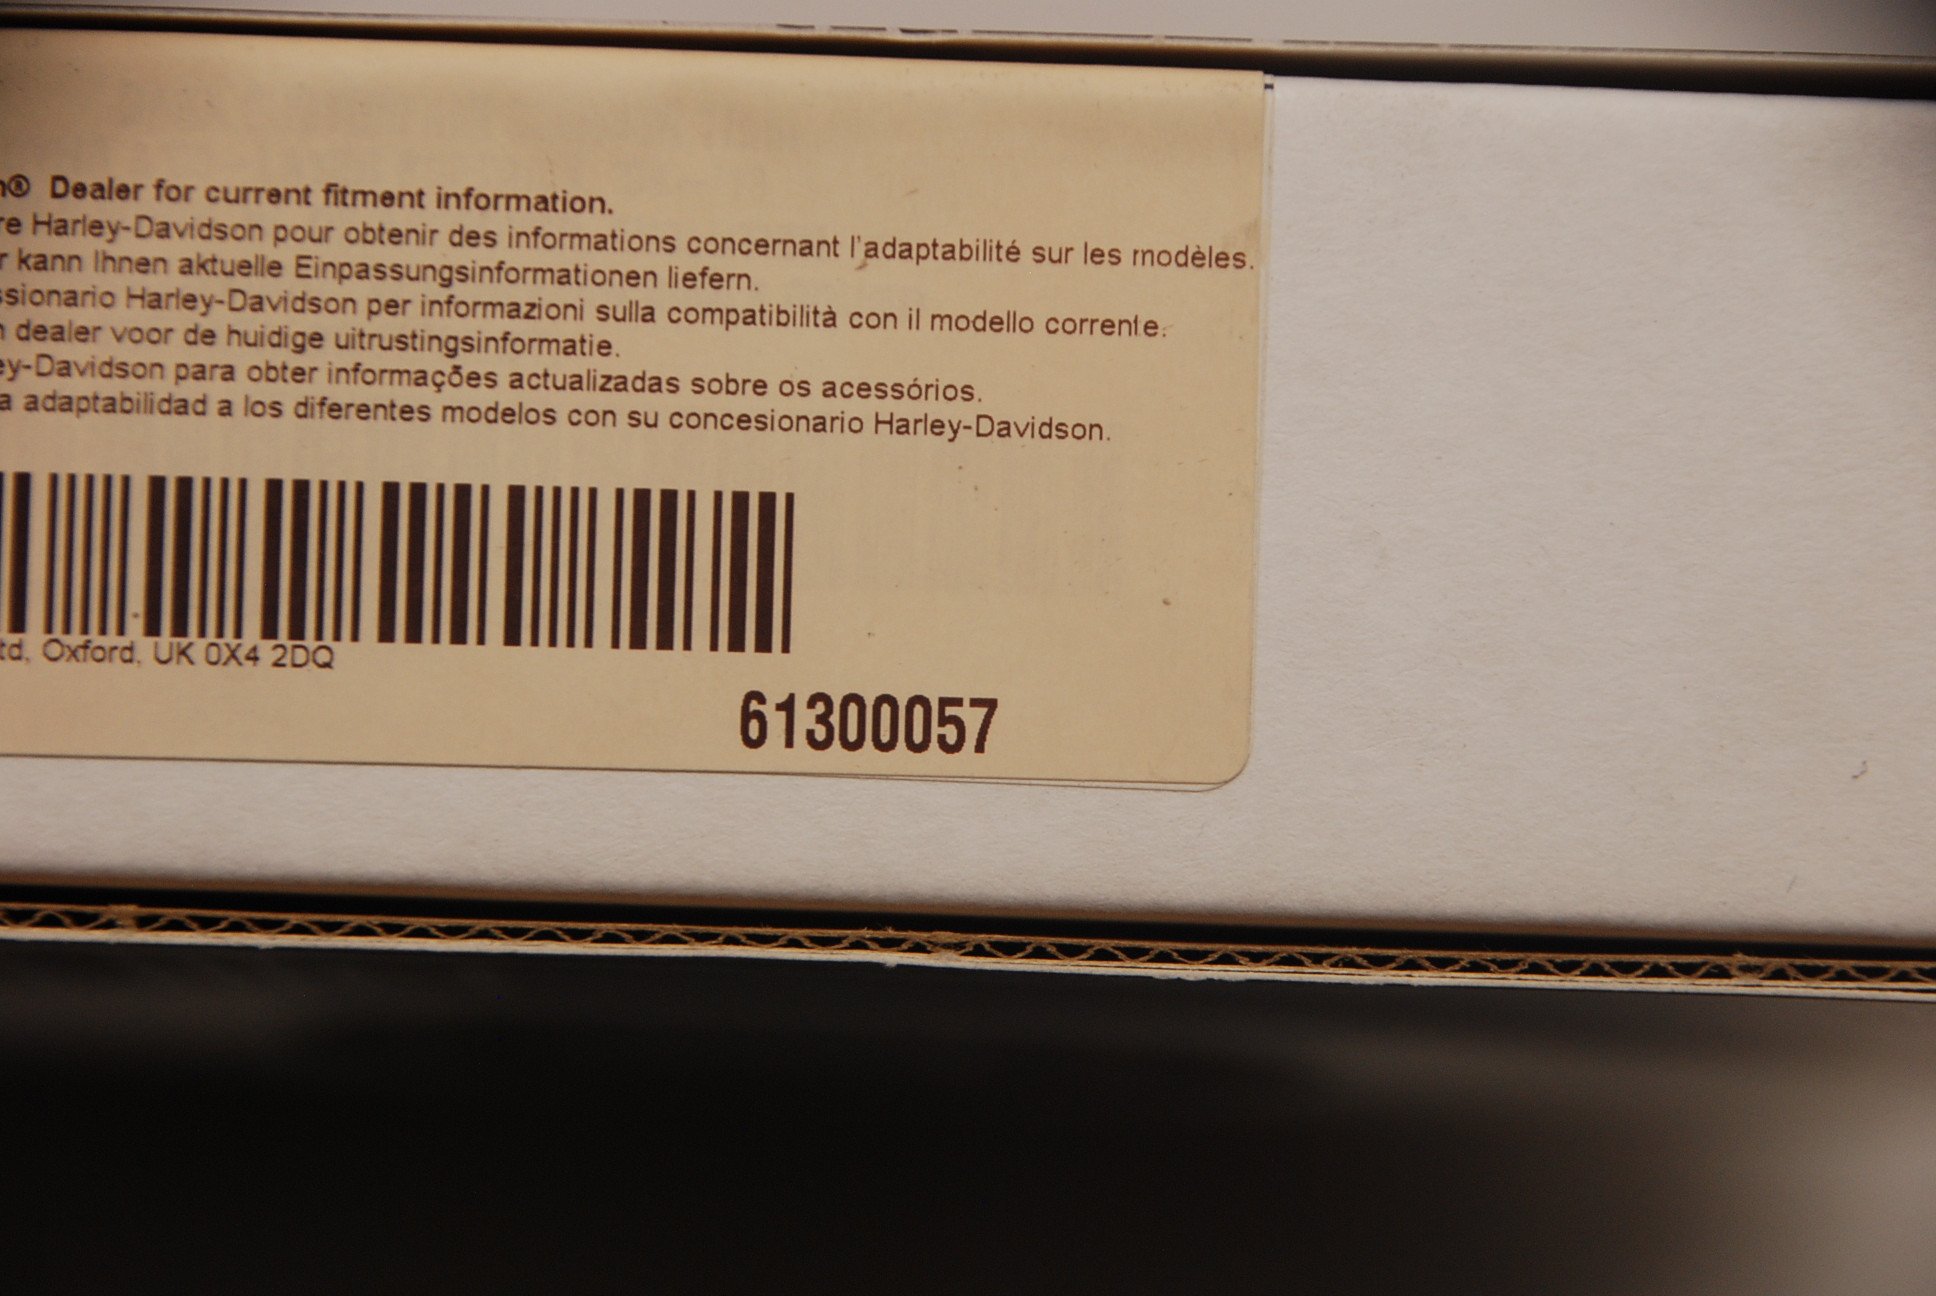 ® Dealer for current fitment information.
Harley-Davidson pour obtenir des informations concernant l'adaptabilité sur les modèles.
kann Ihnen aktuelle Einpassungsinformationen liefern.
Harley-Davidson per informazioni sulla compatibilità con il modello corrente.
dealer voor de huidige uitrustingsinformatie.
ey-Davidson para obter informações actualizadas sobre os acessórios.
a adaptabilidad a los diferentes modelos con su concesionario Harley-Davidson.
td, Oxford, UK 0X4 2DQ
61300057